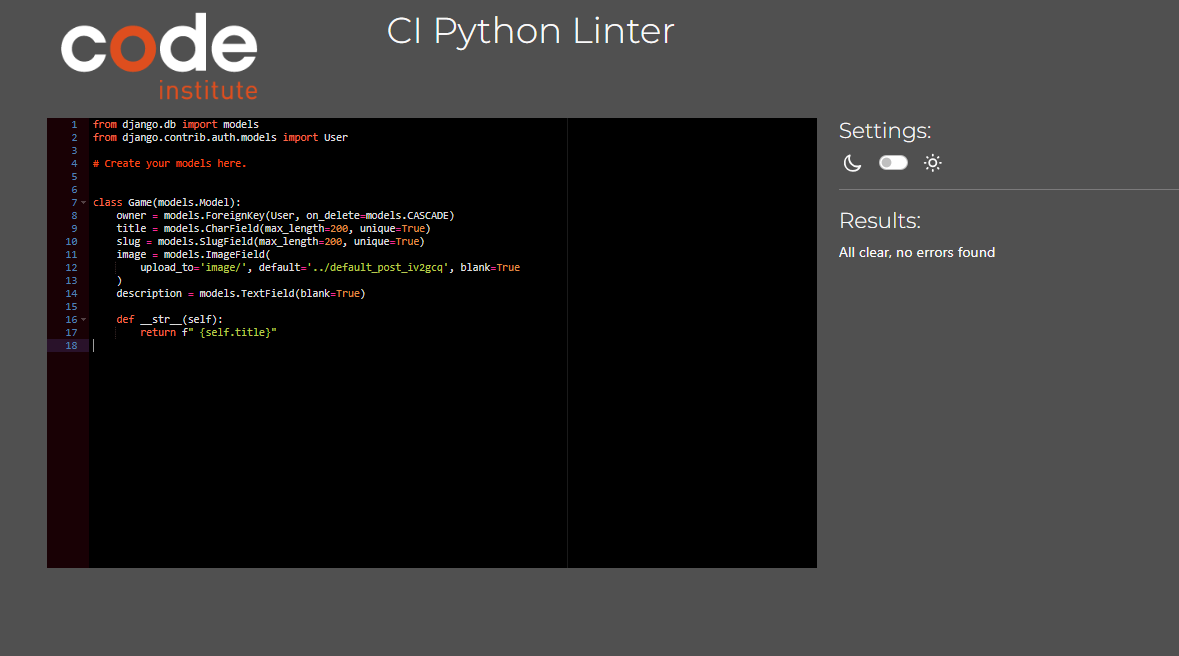 code
institute
CI Python Linter
1 from django.db import models
2 from django.contrib.auth.models import User
3
4 # Create your models here.
5
6
7 class Game(models.Model):
8     owner = models.ForeignKey(User, on_delete=models.CASCADE)
9     title = models.CharField(max_length=200, unique=True)
10     slug = models.SlugField(max_length=200, unique=True)
11     image = models.ImageField(
12         upload_to='image/', default='../default_post_iv2gcq', blank=True
13     )
14     description = models.TextField(blank=True)
15
16     def __str__(self):
17         return f" {self.title}"
18
Settings:
Results:
All clear, no errors found